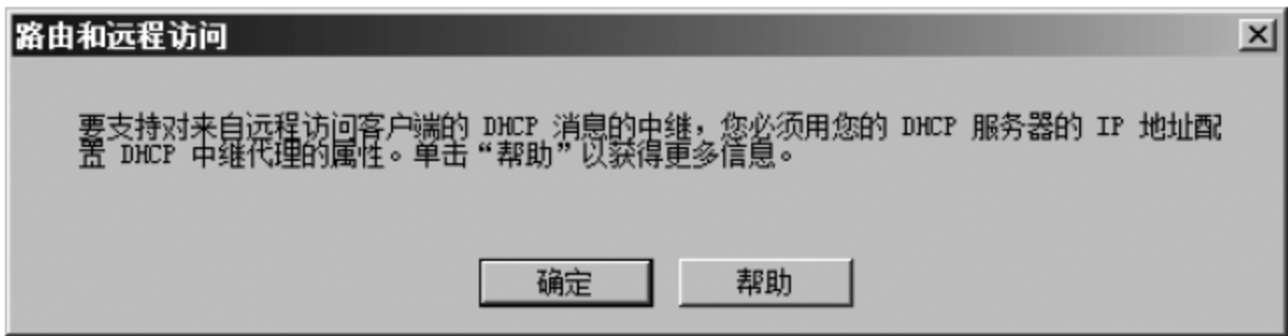 路由和远程访问
要支持对来自远程访问客户端的 DHCP 消息的中继，您必须用您的 DHCP 服务器的 IP 地址配
置 DHCP 中继代理的属性。单击“帮助”以获得更多信息。
确定
帮助